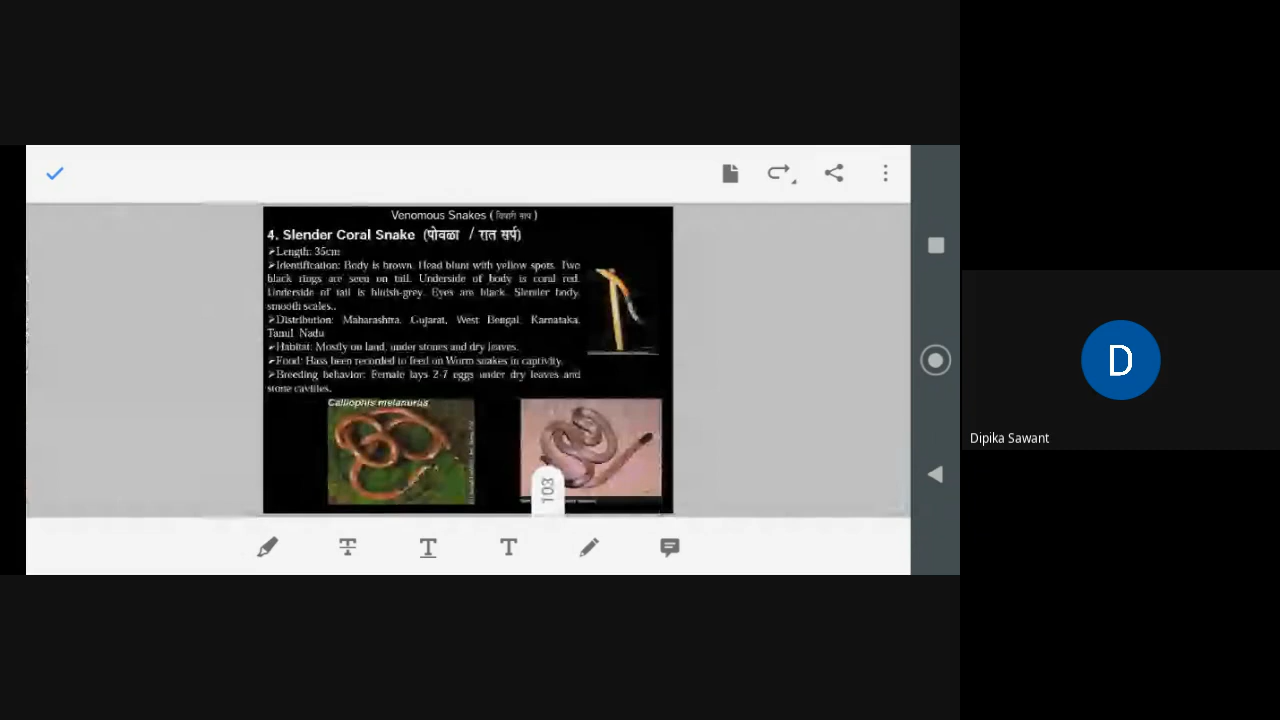 Venomous Snakes ( विषारी साप )
4. Slender Coral Snake (पोवळा / रात सर्प)
➢Length: 35cm
➢Identification: Body is brown. Head blunt with yellow spots. Two
black rings are seen on tail. Underside of body is coral red.
Underside of tail is bluish-grey. Eyes are black. Slender body,
smooth scales..
➢Distribution: Maharashtra, Gujarat, West Bengal, Karnataka,
Tamil Nadu
➢Habitat: Mostly on land, under stones and dry leaves.
➢Food: Hass been recorded to feed on Worm snakes in captivity.
➢Breeding behavior: Female lays 2-7 eggs under dry leaves and
stone cavities.
Calliophis melanurus
103
D
Dipika Sawant